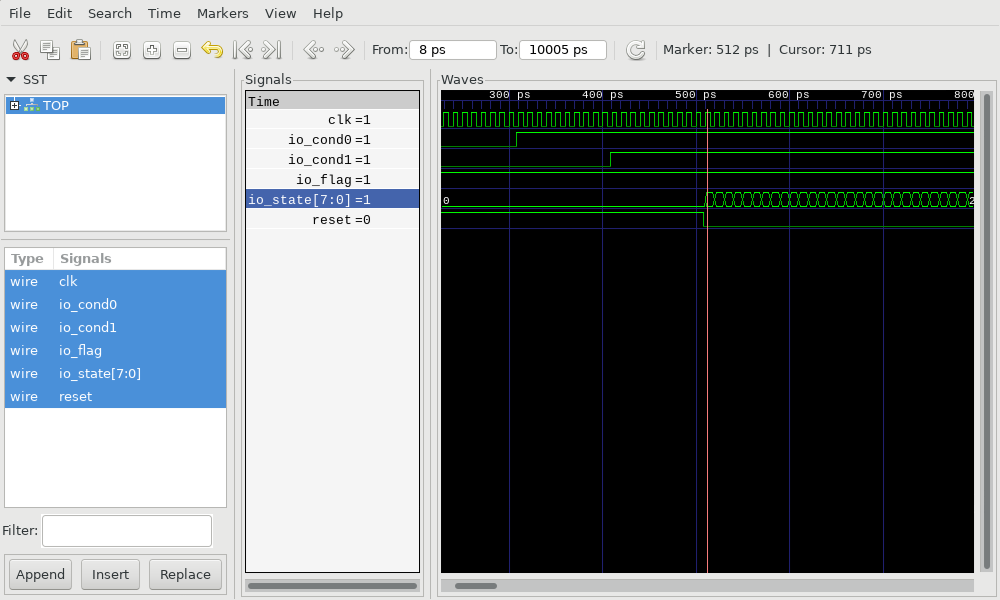 File Edit Search Time Markers View Help
From: 8 ps To: 10005 ps Marker: 512 ps | Cursor: 711 ps
SST
TOP
Type Signals
wire clk
wire io_cond0
wire io_cond1
wire io_flag
wire io_state[7:0]
wire reset
Filter:
Append Insert Replace
Signals
Time
clk =1
io_cond0 =1
io_cond1 =1
io_flag =1
io_state[7:0] =1
reset =0
Waves
300 ps 400 ps 500 ps 600 ps 700 ps 800
0 2